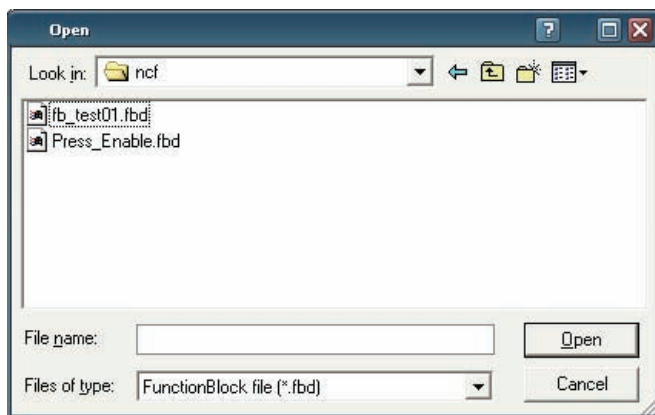 Open
Look in: ncf
fb_test01.fbd
Press_Enable.fbd
File name:
Open
Files of type: FunctionBlock file (*.fbd)
Cancel